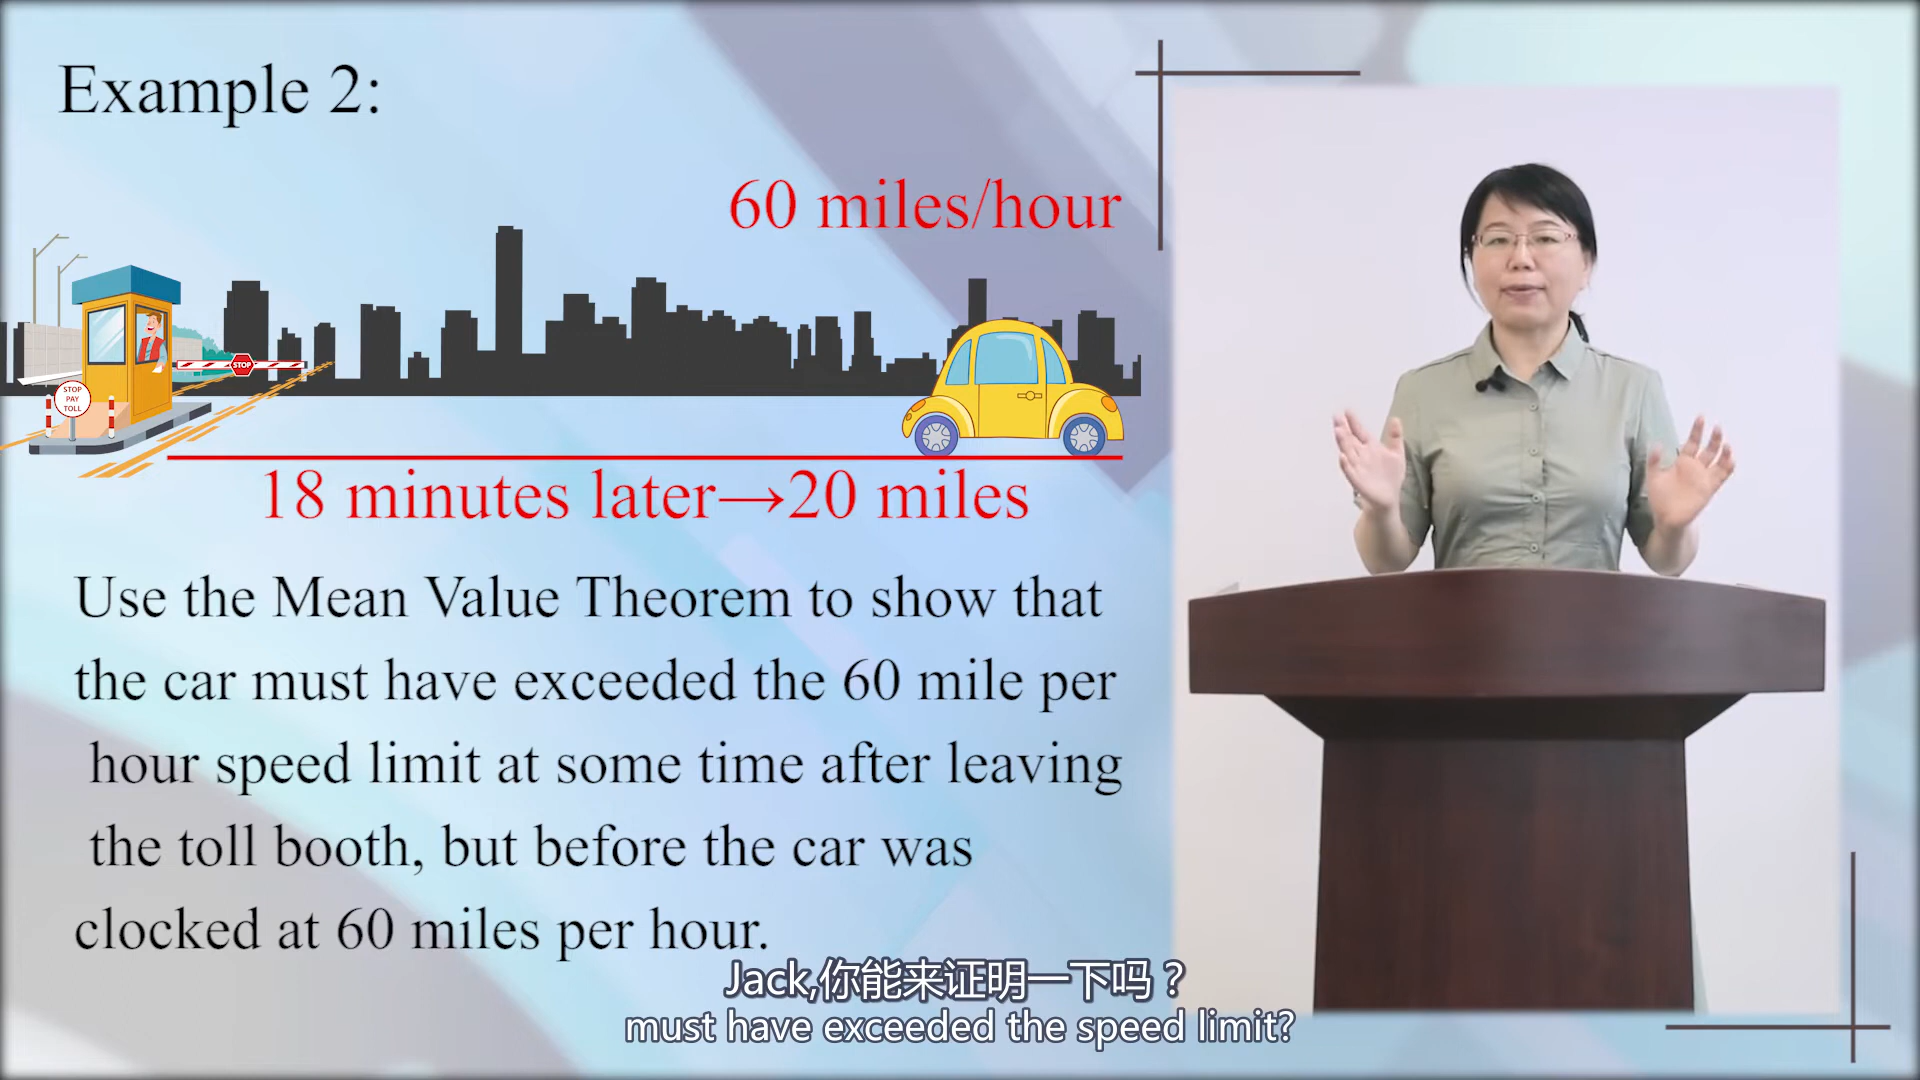 Example 2:
60 miles/hour
STOP
STOP
PAY
TOLL
18 minutes later→20 miles
Use the Mean Value Theorem to show that
the car must have exceeded the 60 mile per
hour speed limit at some time after leaving
the toll booth, but before the car was
clocked at 60 miles per hour.
Jack,你能来证明一下吗？
must have exceeded the speed limit?